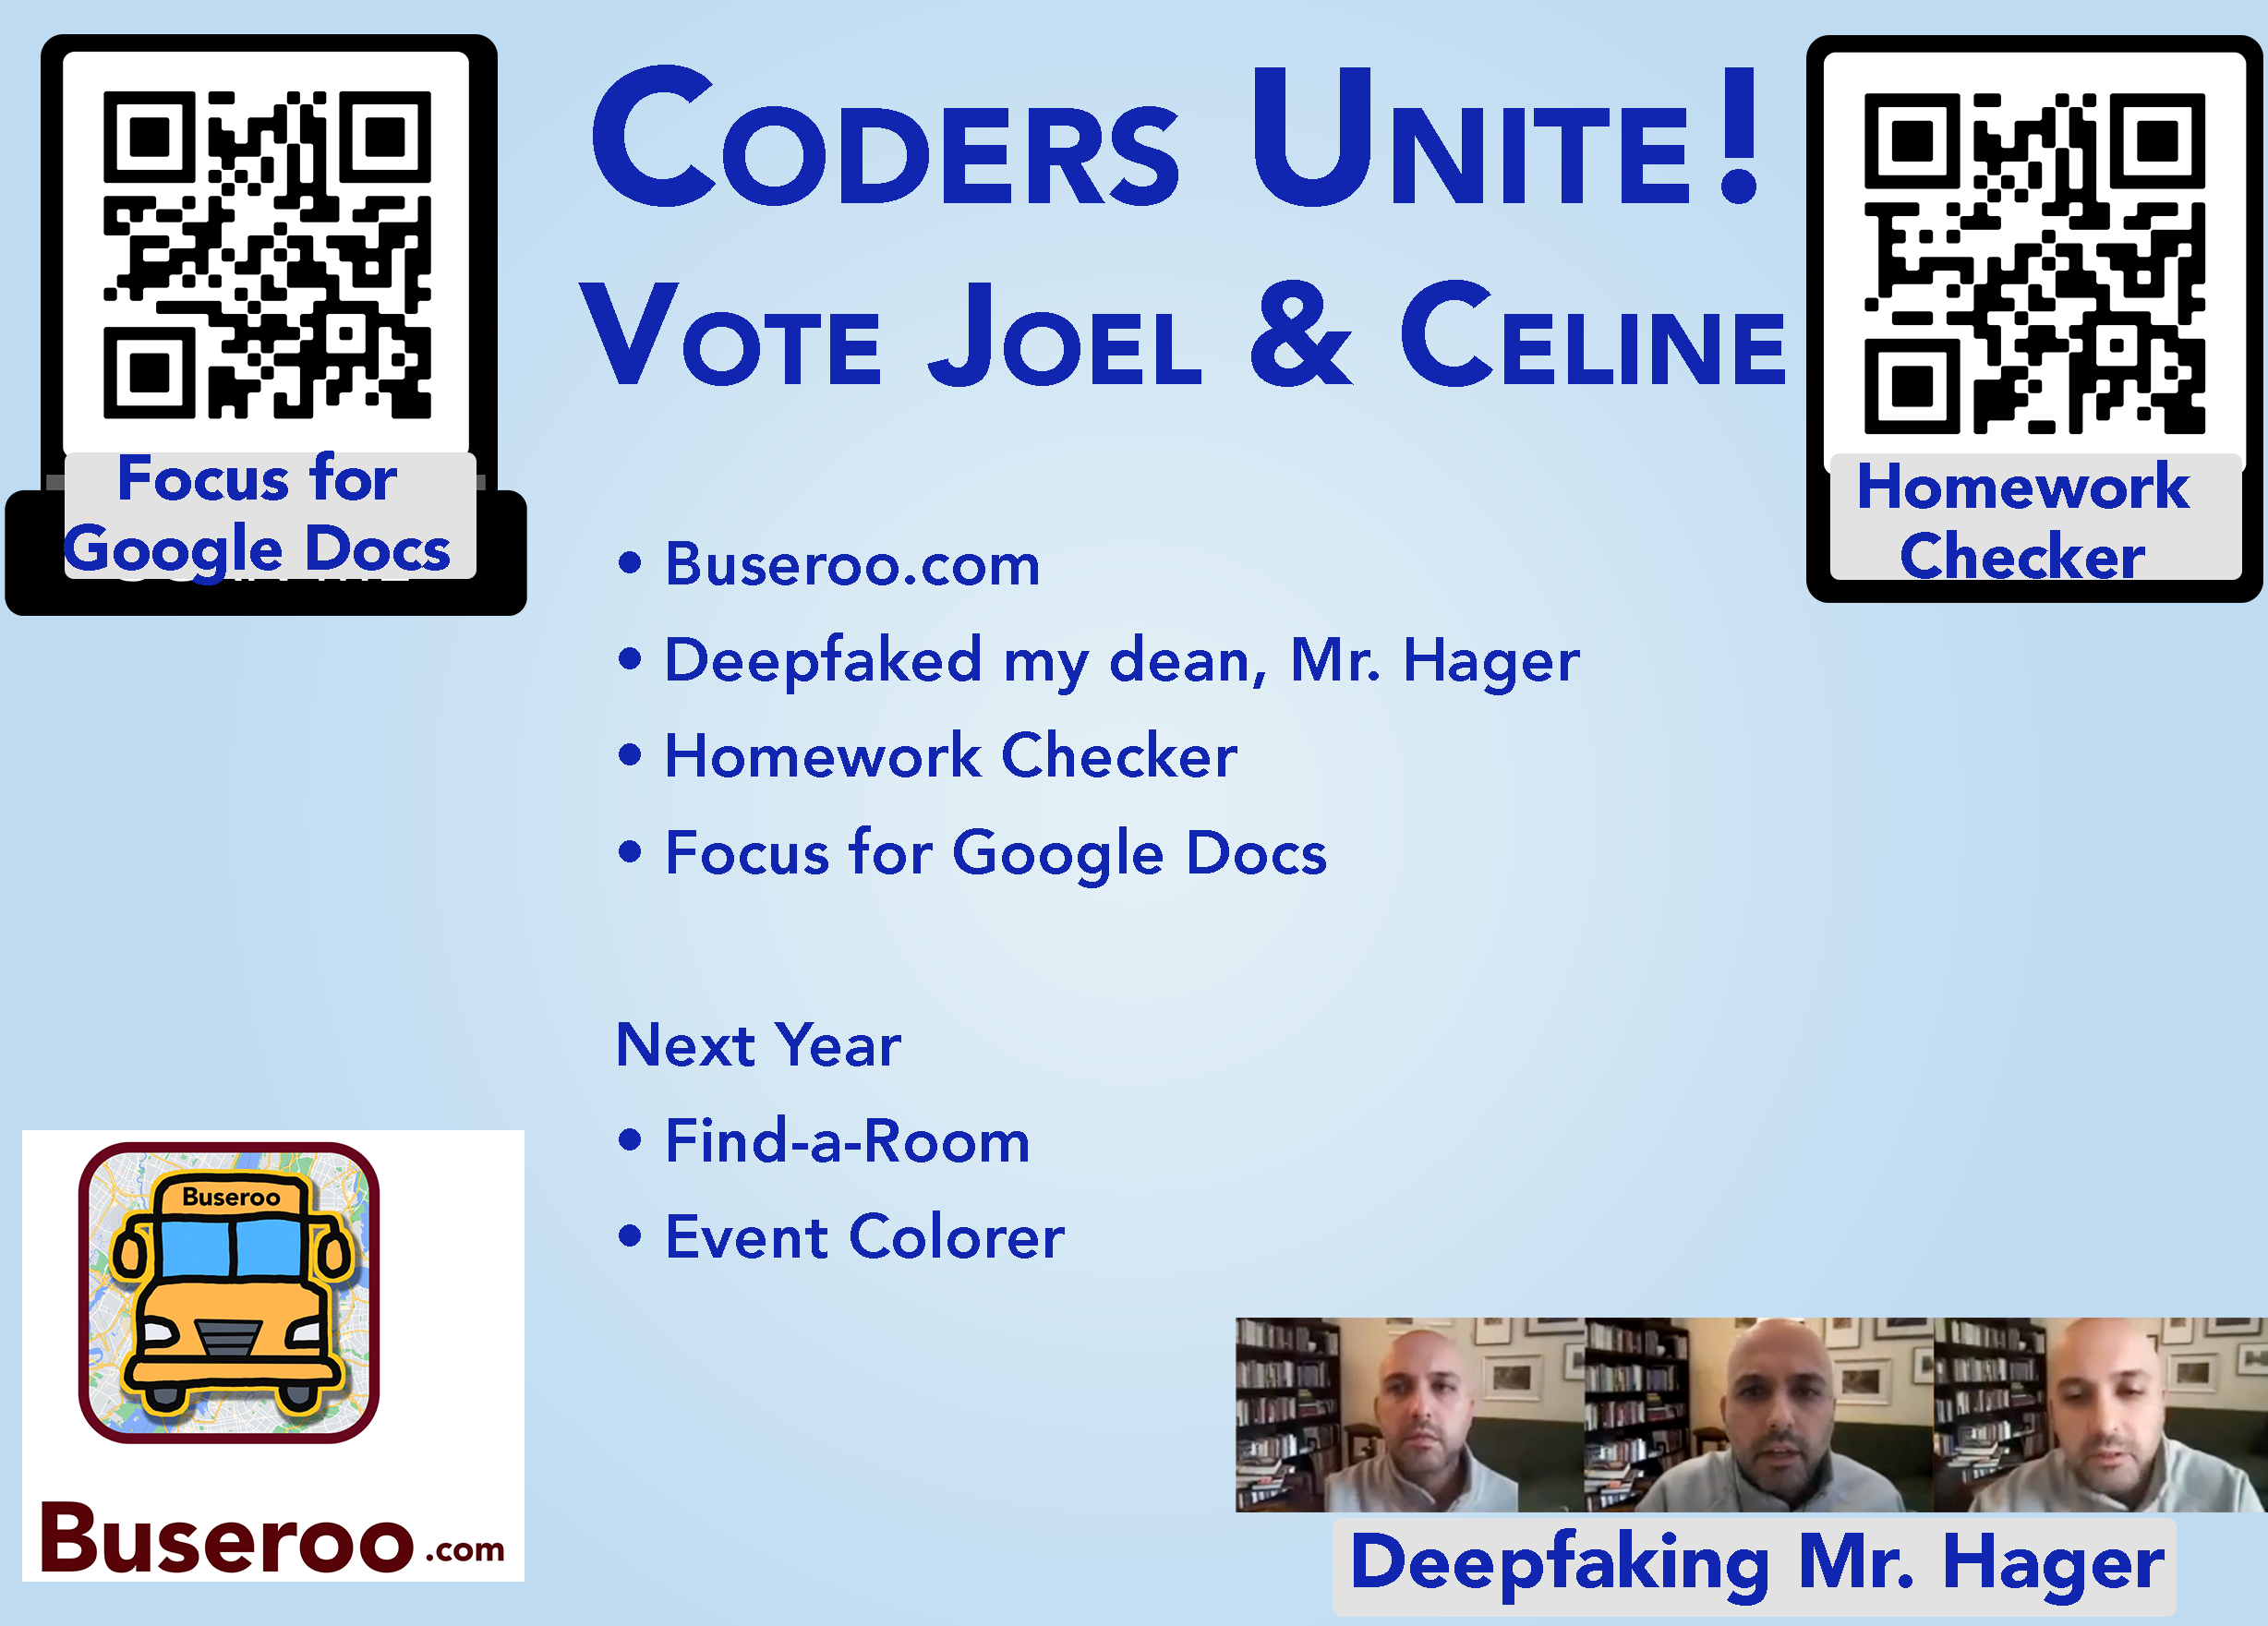 Coders Unite!
Vote Joel & Celine
Focus for
Google Docs
Homework
Checker
• Buseroo.com
• Deepfaked my dean, Mr. Hager
• Homework Checker
• Focus for Google Docs
Next Year
• Find-a-Room
• Event Colorer
Buseroo
Buseroo.com
Deepfaking Mr. Hager